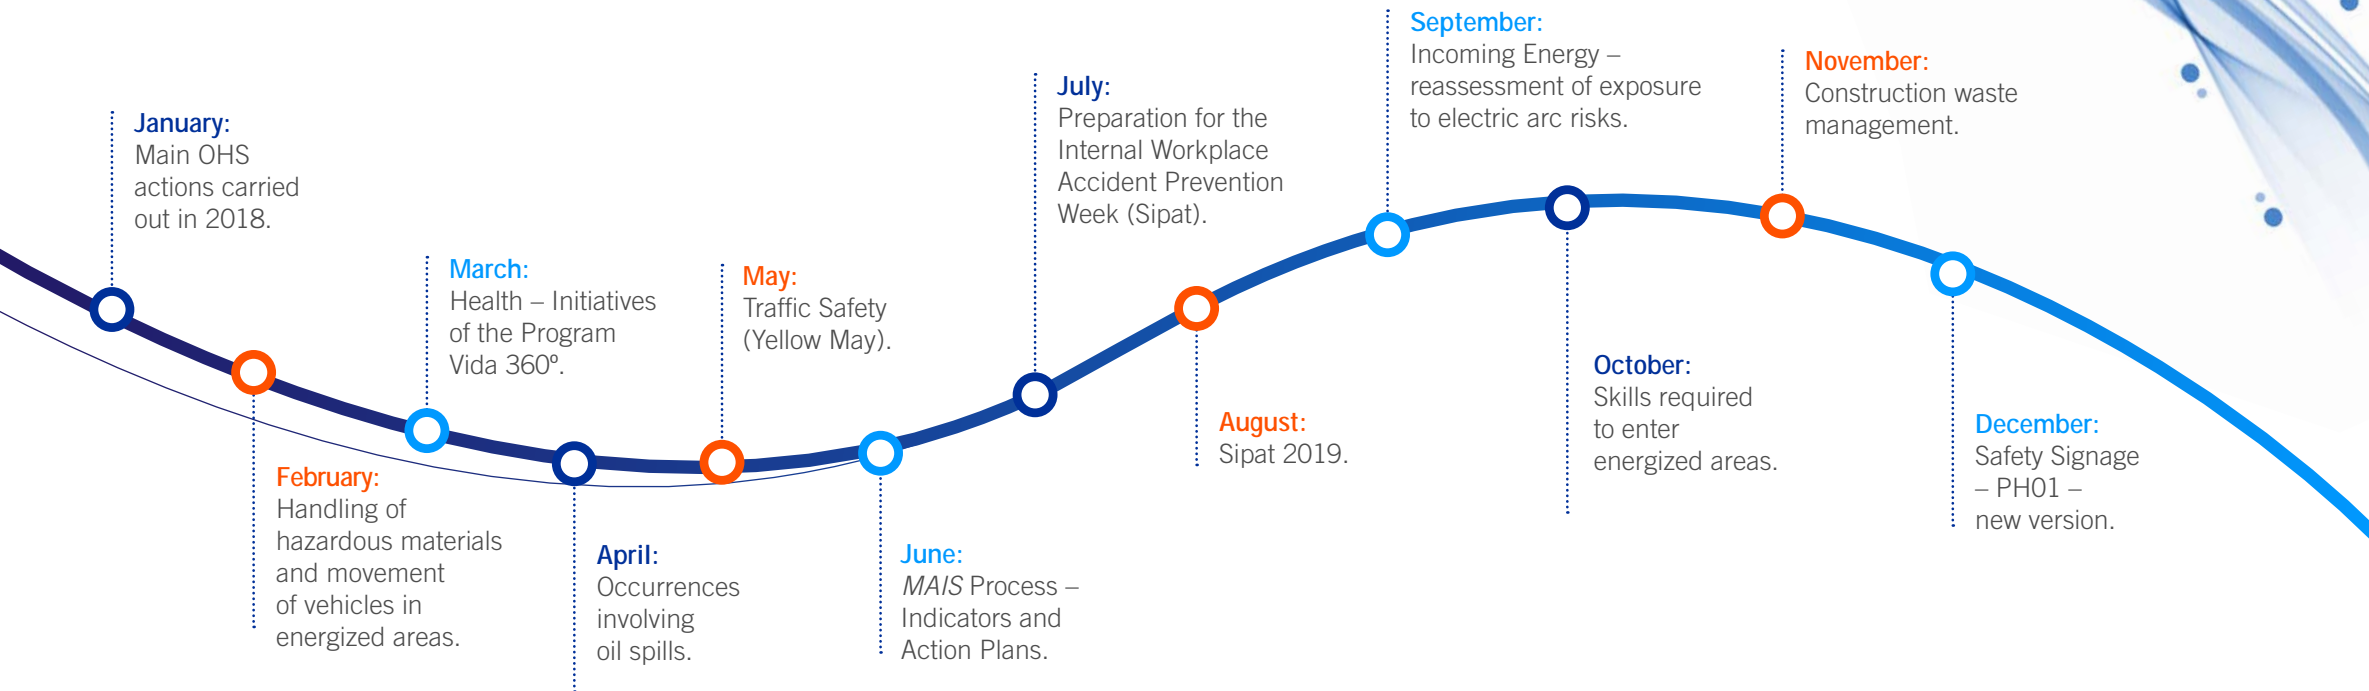 January:
Main OHS
actions carried
out in 2018.
February:
Handling of
hazardous materials
and movement
of vehicles in
energized areas.
March:
Health – Initiatives
of the Program
Vida 360º.
April:
Occurrences
involving
oil spills.
May:
Traffic Safety
(Yellow May).
June:
MAIS Process –
Indicators and
Action Plans.
July:
Preparation for the
Internal Workplace
Accident Prevention
Week (Sipat).
August:
Sipat 2019.
September:
Incoming Energy –
reassessment of exposure
to electric arc risks.
October:
Skills required
to enter
energized areas.
November:
Construction waste
management.
December:
Safety Signage
– PH01 –
new version.